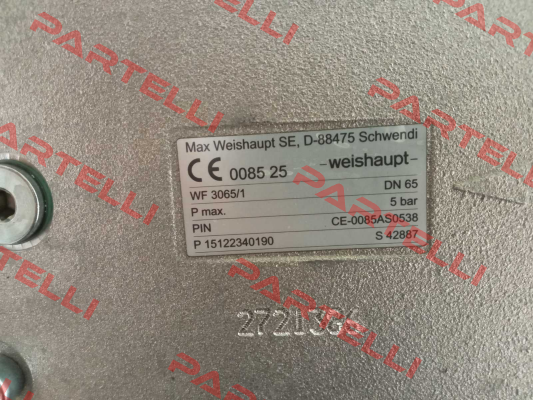 Max Weishaupt SE, D-88475 Schwendi
CE 0085 25 -weishaupt-
WF 3065/1 DN 65
P max. 5 bar
PIN CE-0085AS0538
P 15122340190 S 42887
PARTELLI
PARTELLI
PARTELLI
PARTELLI
PARTELLI
PARTELLI